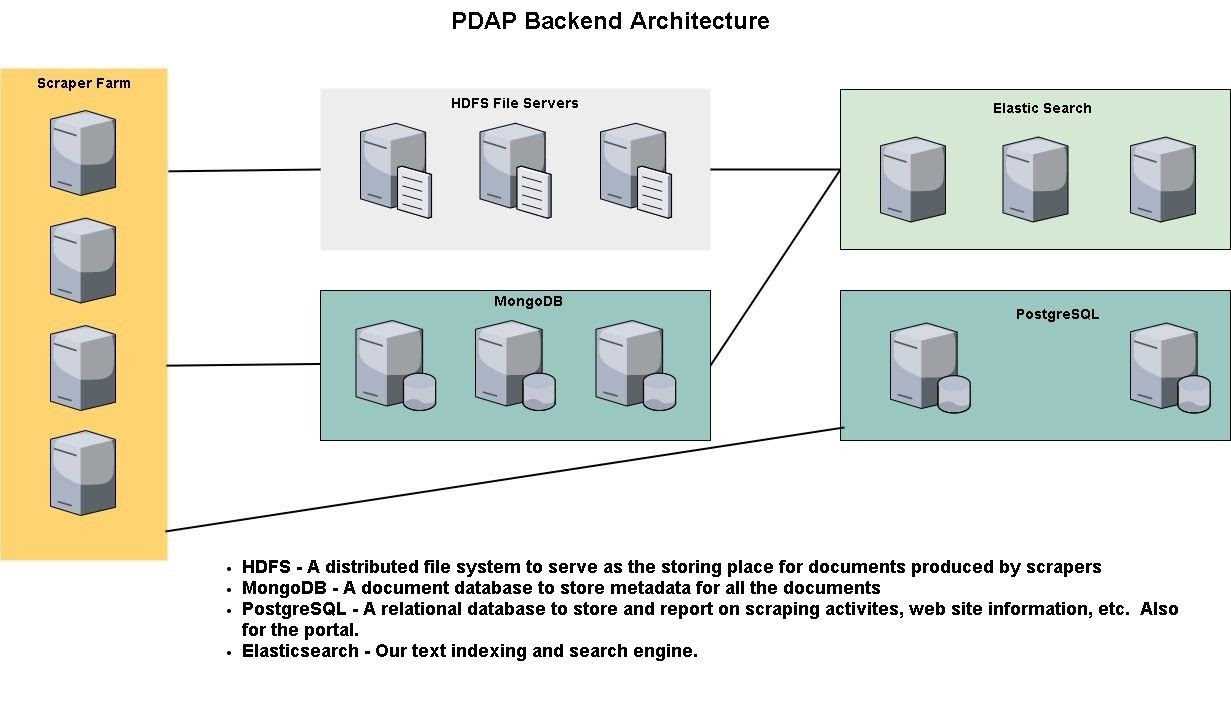 PDAP Backend Architecture
Scraper Farm
HDFS File Servers
Elastic Search
MongoDB
PostgreSQL
• HDFS - A distributed file system to serve as the storing place for documents produced by scrapers
• MongoDB - A document database to store metadata for all the documents
• PostgreSQL - A relational database to store and report on scraping activites, web site information, etc.  Also
for the portal.
• Elasticsearch - Our text indexing and search engine.